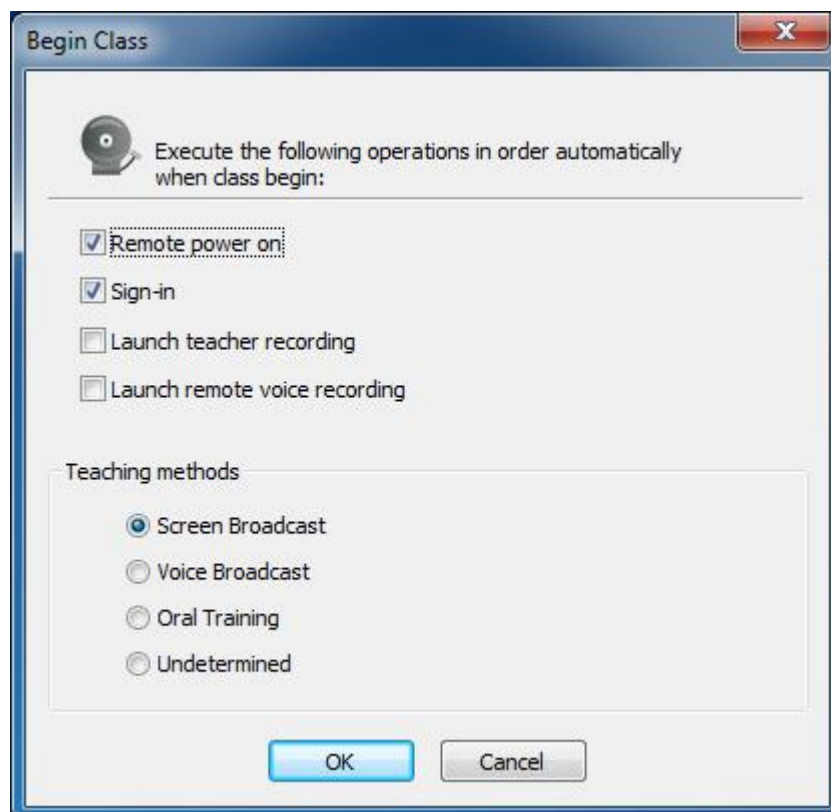 Begin Class
Execute the following operations in order automatically
when class begin:
Remote power on
Sign-in
Launch teacher recording
Launch remote voice recording
Teaching methods
Screen Broadcast
Voice Broadcast
Oral Training
Undetermined
OK
Cancel